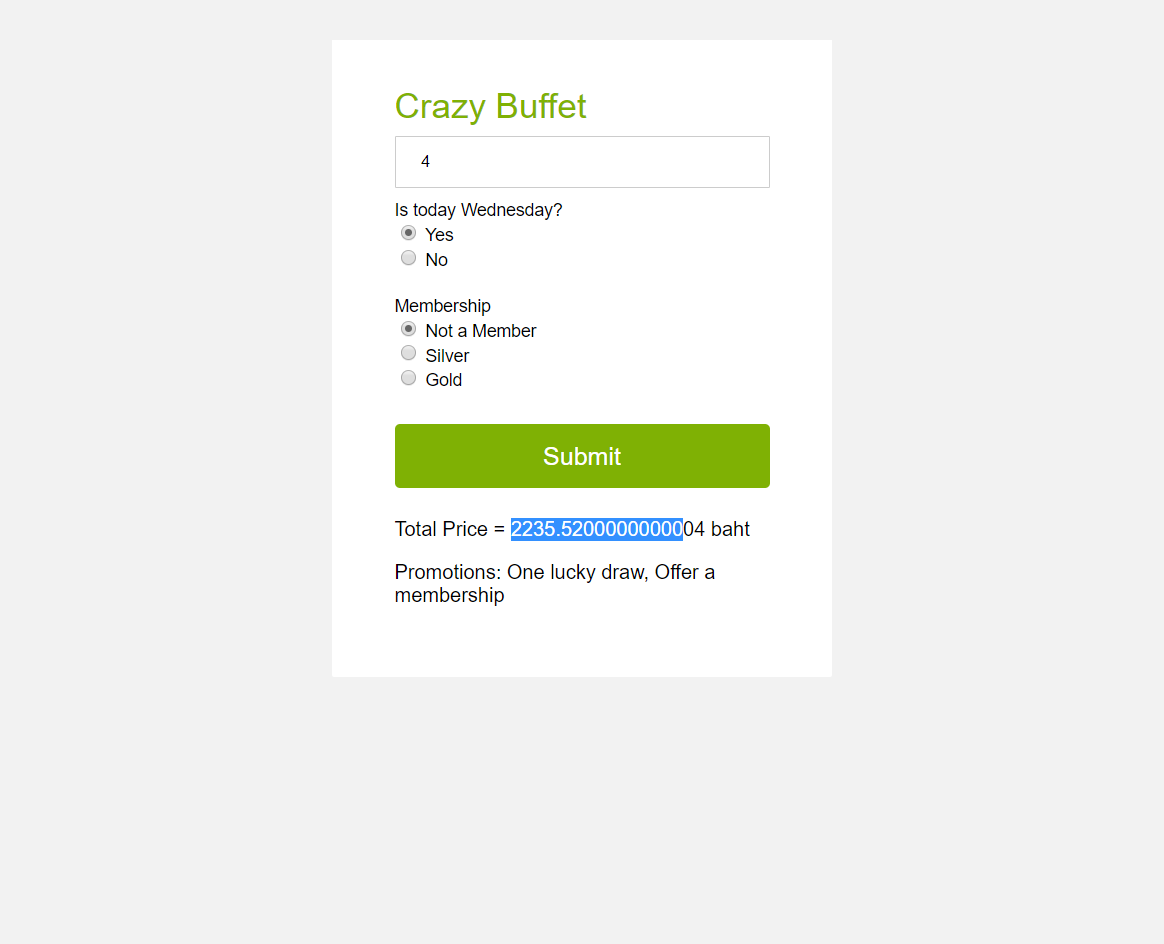 Crazy Buffet
4
Is today Wednesday?
Yes
No
Membership
Not a Member
Silver
Gold
Submit
Total Price = 2235.5200000000004 baht
Promotions: One lucky draw, Offer a
membership